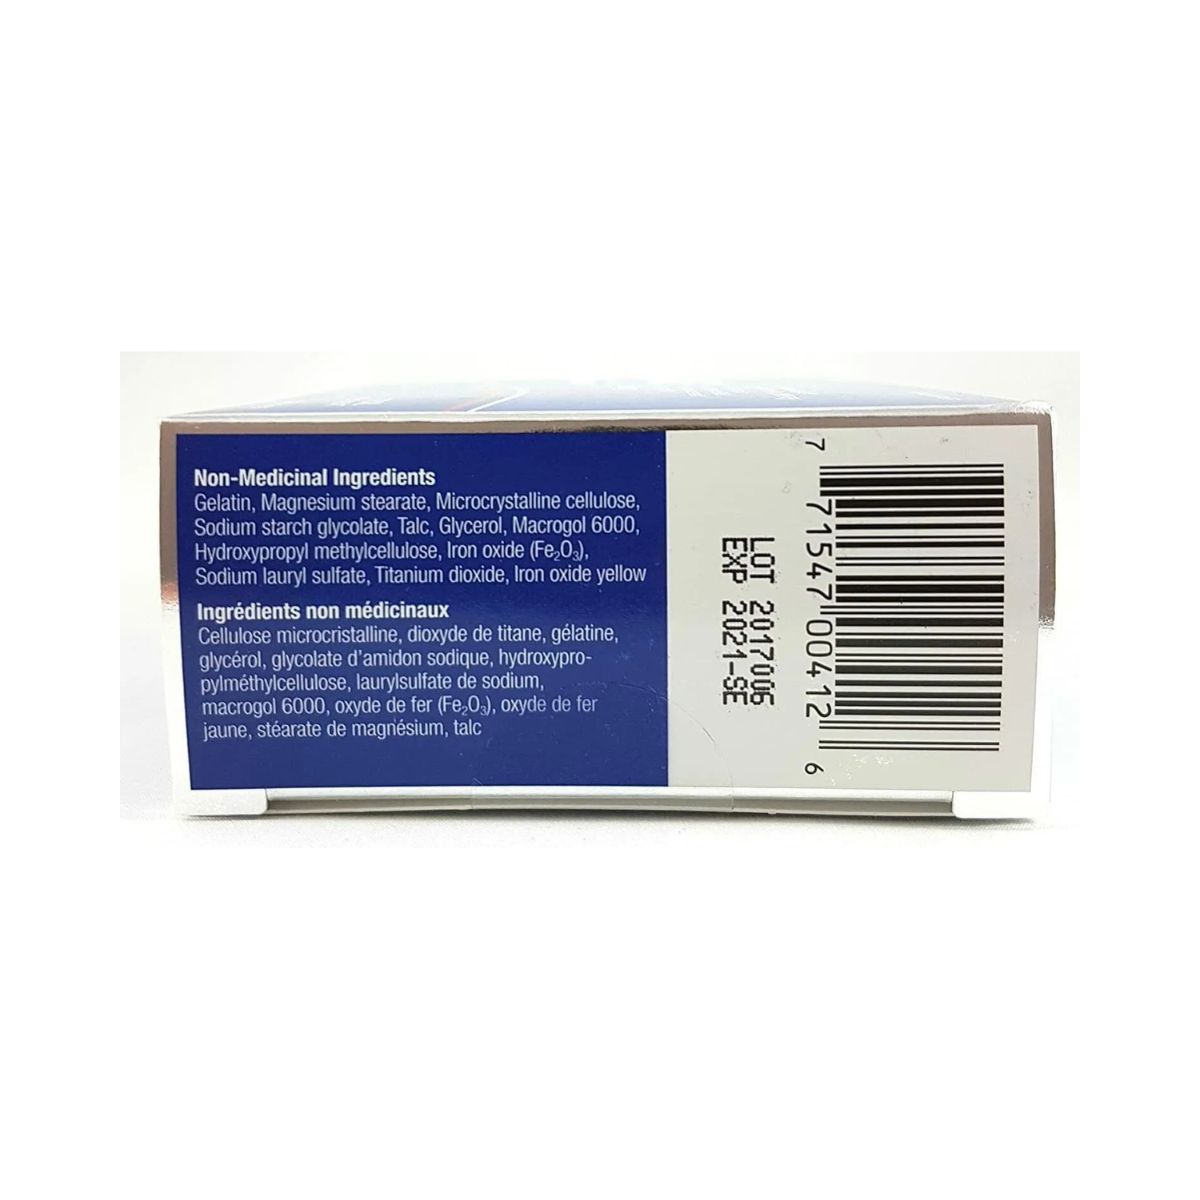 Non-Medicinal Ingredients
Gelatin, Magnesium stearate, Microcrystalline cellulose,
Sodium starch glycolate, Talc, Glycerol, Macrogol 6000,
Hydroxypropyl methylcellulose, Iron oxide (Fe₂O₃),
Sodium lauryl sulfate, Titanium dioxide, Iron oxide yellow
Ingrédients non médicinaux
Cellulose microcristalline, dioxyde de titane, gélatine,
glycérol, glycolate d'amidon sodique, hydroxypro-
pylméthylcellulose, laurylsulfate de sodium,
macrogol 6000, oxyde de fer (Fe₂O₃), oxyde de fer
jaune, stéarate de magnésium, talc
LOT 2017006
EXP 2021-SE
7 71547 00412 6